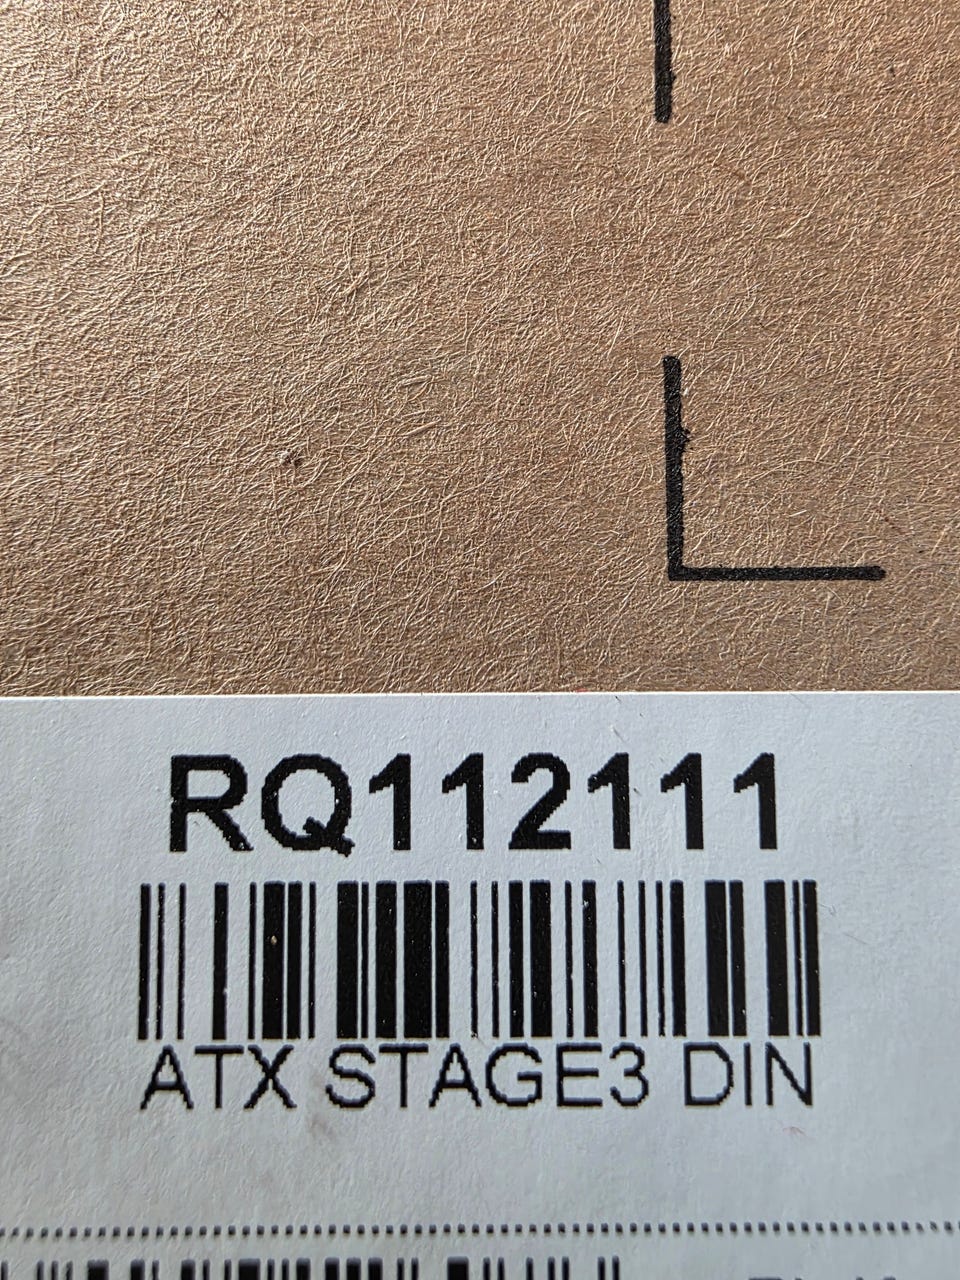 RQ112111
ATX STAGE3 DIN